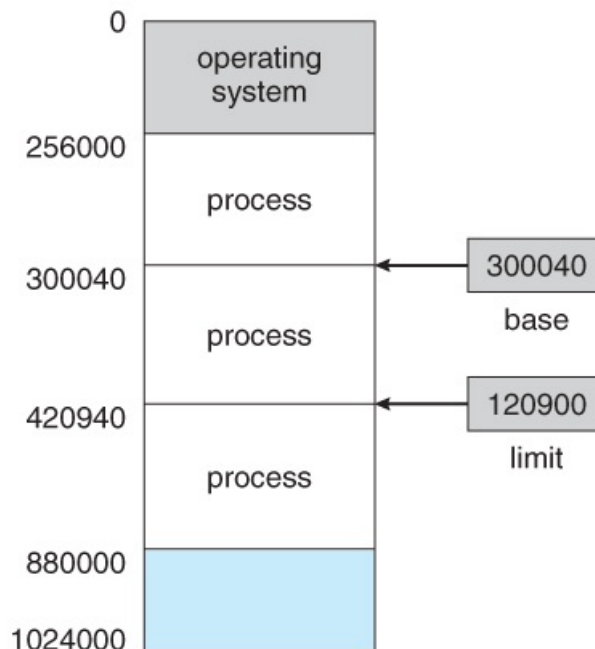 0
operating
system
256000
process
300040
300040
base
process
420940
120900
limit
process
880000
1024000